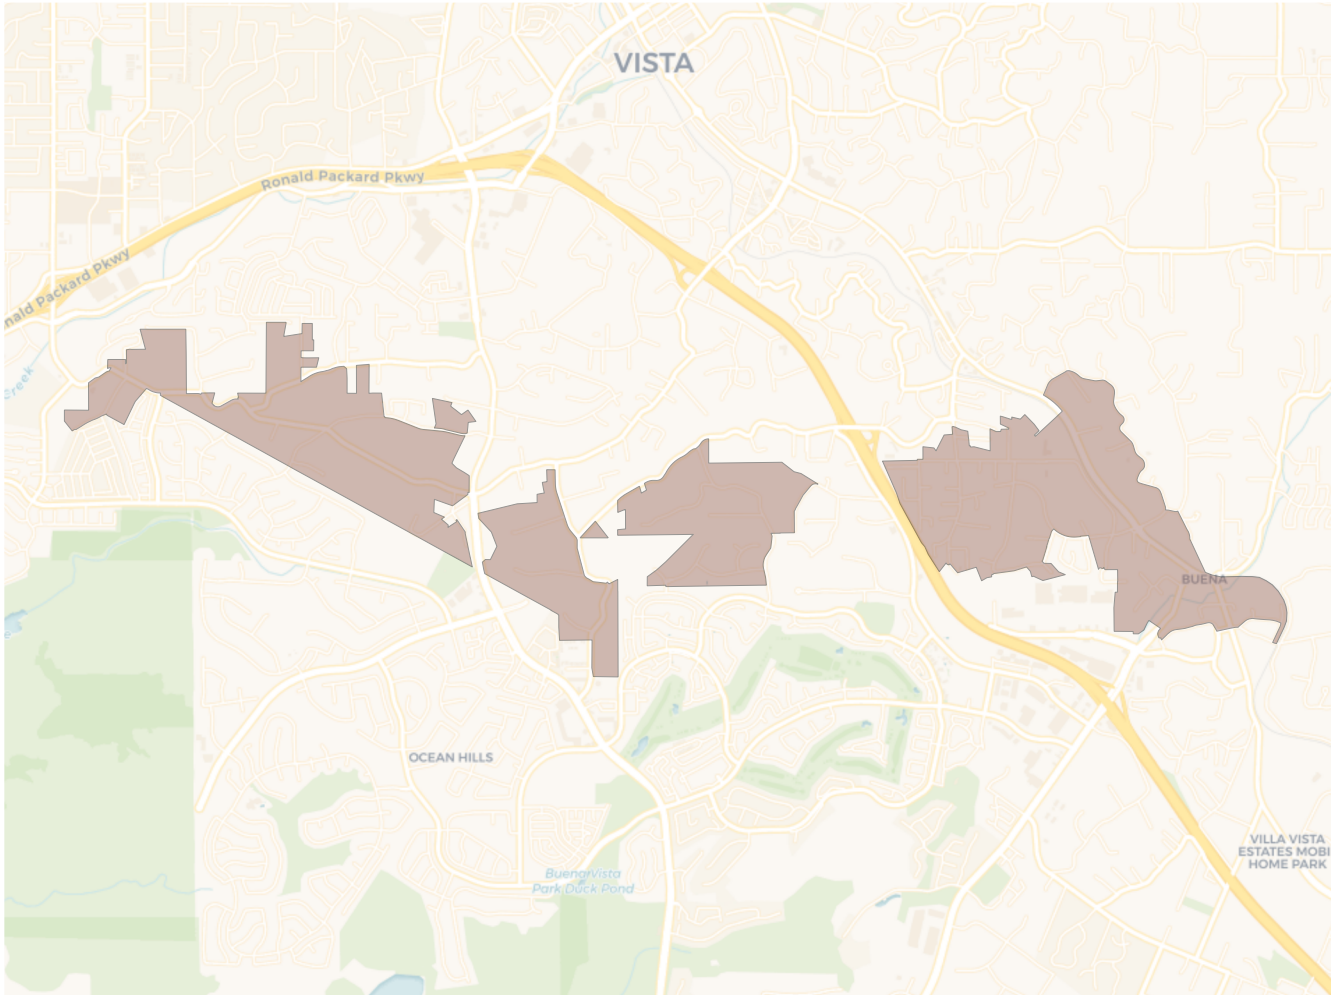 VISTA
Ronald Packard Pkwy
nald Packard Pkwy
Creek
BUENA
OCEAN HILLS
VILLA VISTA
ESTATES MOBI
HOME PARK
Buena Vista
Park Duck Pond